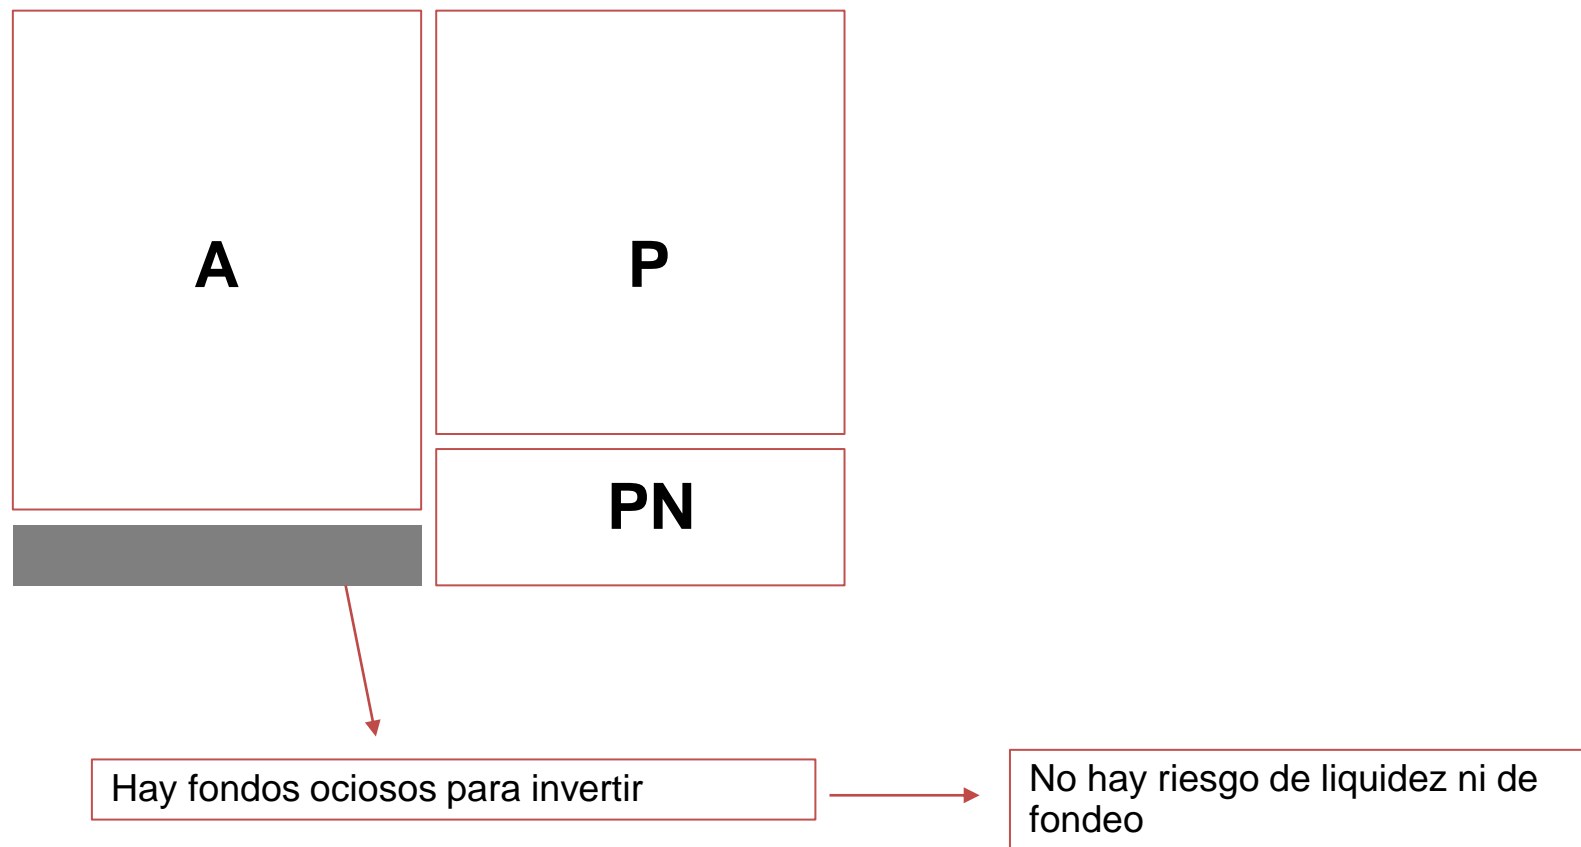 A
P
PN
Hay fondos ociosos para invertir
No hay riesgo de liquidez ni de
fondeo